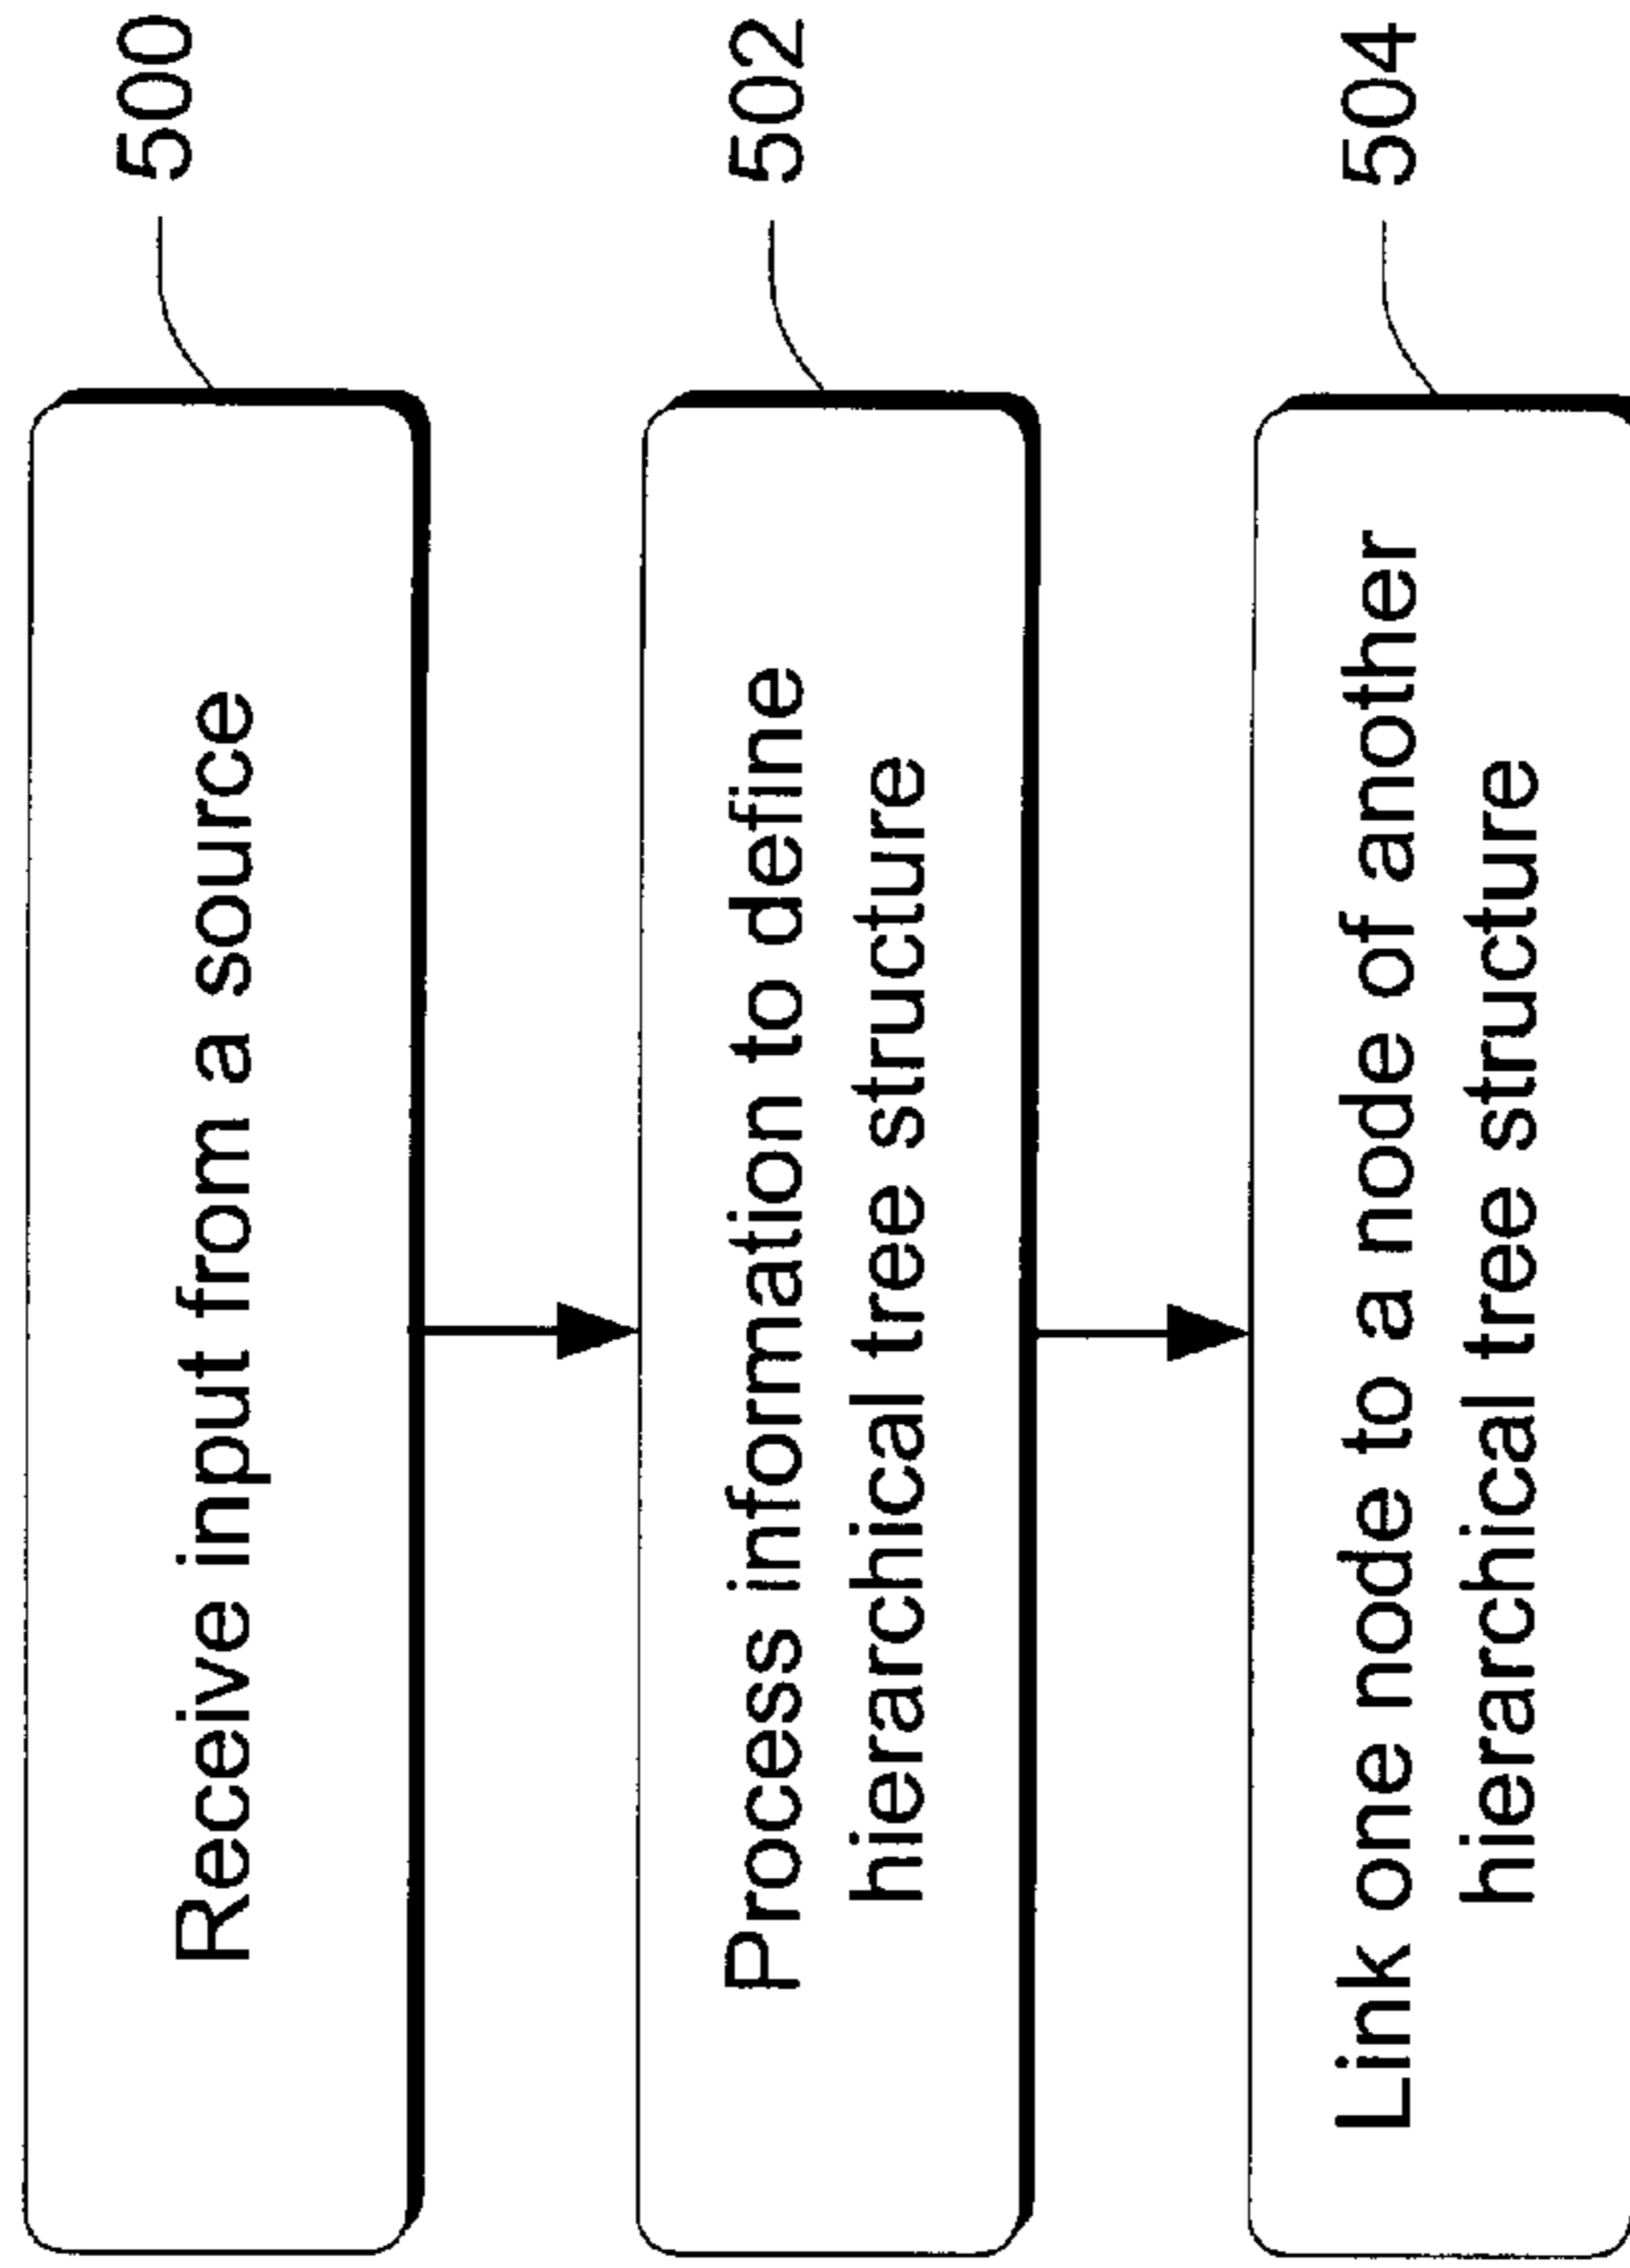 Receive input from a source
500
Process information to define
hierarchical tree structure
502
Link one node to a node of another
hierarchical tree structure
504